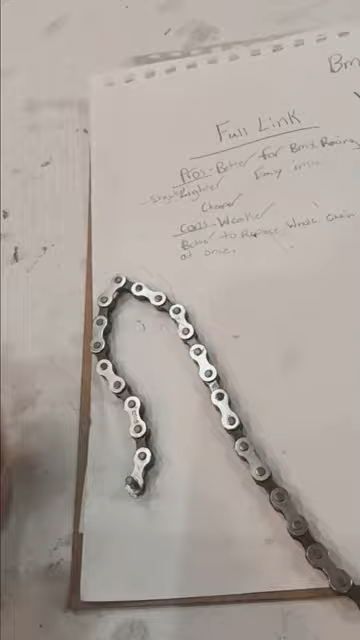 Bm
Full Link
Pros - Better for Bmx Racing
Lighter Easy
Cheaper
Cons - Weaker
Better to Replace whole chain
at once.